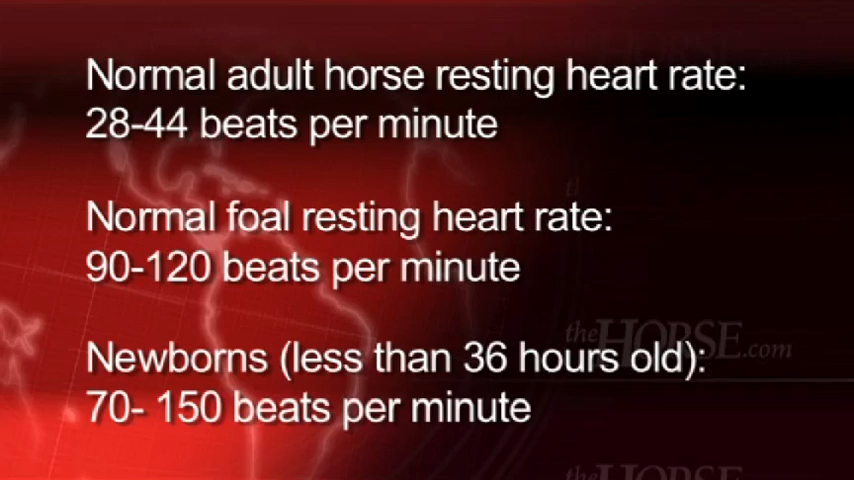 Normal adult horse resting heart rate:
28-44 beats per minute
Normal foal resting heart rate:
90-120 beats per minute
theHORSE.com
Newborns (less than 36 hours old):
70- 150 beats per minute
theHORSE